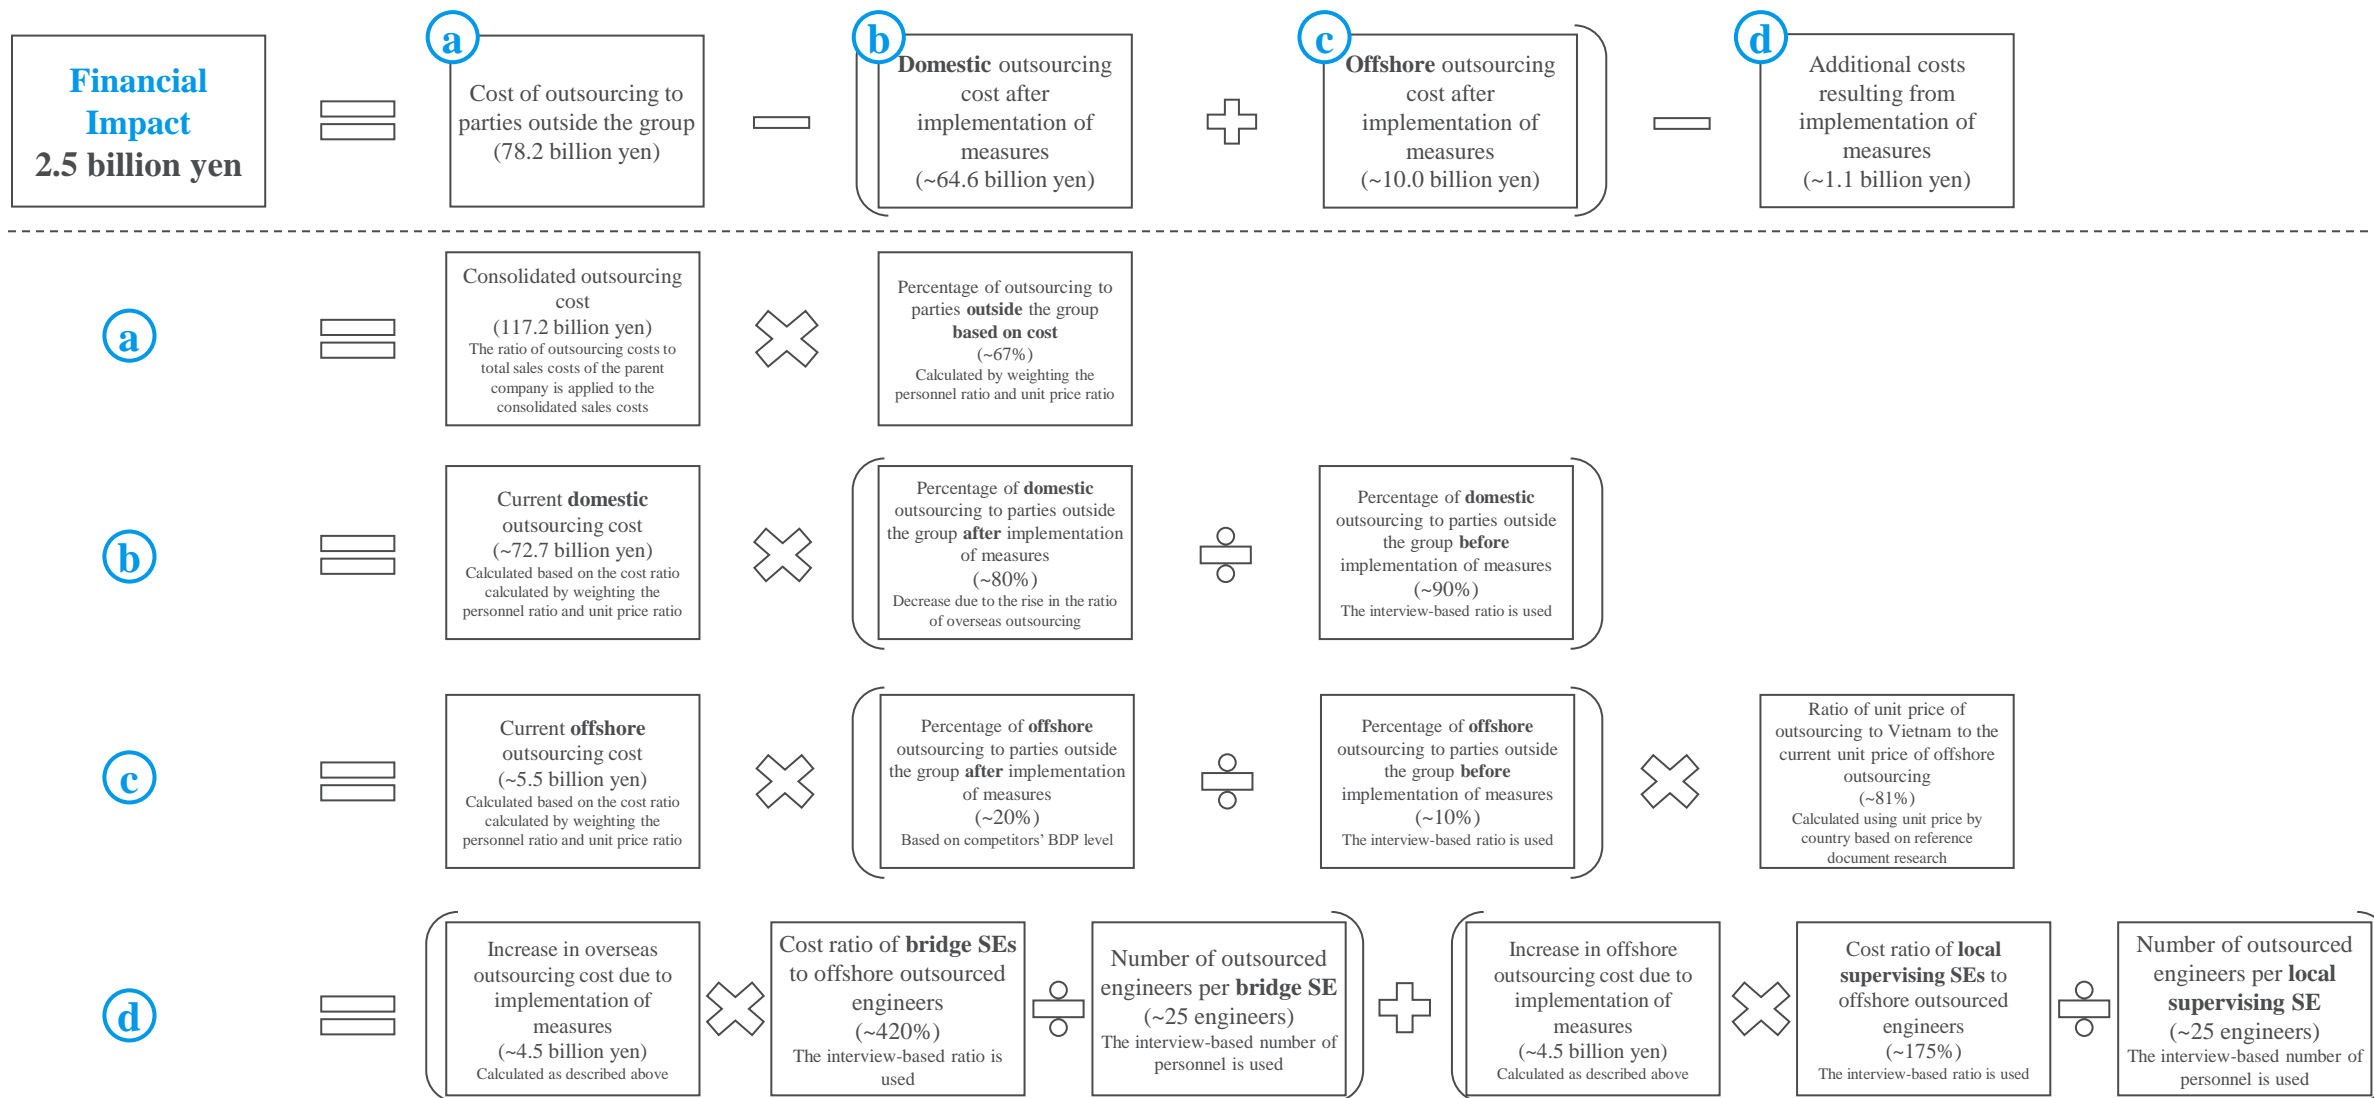 Financial
Impact
2.5 billion yen
a
Cost of outsourcing to
parties outside the group
(78.2 billion yen)
b
Domestic outsourcing
cost after
implementation of
measures
(~64.6 billion yen)
c
Offshore outsourcing
cost after
implementation of
measures
(~10.0 billion yen)
d
Additional costs
resulting from
implementation of
measures
(~1.1 billion yen)
a
Consolidated outsourcing
cost
(117.2 billion yen)
The ratio of outsourcing costs to
total sales costs of the parent
company is applied to the
consolidated sales costs
Percentage of outsourcing to
parties outside the group
based on cost
(~67%)
Calculated by weighting the
personnel ratio and unit price ratio
b
Current domestic
outsourcing cost
(~72.7 billion yen)
Calculated based on the cost ratio
calculated by weighting the
personnel ratio and unit price ratio
Percentage of domestic
outsourcing to parties outside
the group after implementation
of measures
(~80%)
Decrease due to the rise in the ratio
of overseas outsourcing
Percentage of domestic
outsourcing to parties outside
the group before
implementation of measures
(~90%)
The interview-based ratio is used
c
Current offshore
outsourcing cost
(~5.5 billion yen)
Calculated based on the cost ratio
calculated by weighting the
personnel ratio and unit price ratio
Percentage of offshore
outsourcing to parties outside
the group after implementation
of measures
(~20%)
Based on competitors' BDP level
Percentage of offshore
outsourcing to parties outside
the group before
implementation of measures
(~10%)
The interview-based ratio is used
Ratio of unit price of
outsourcing to Vietnam to the
current unit price of offshore
outsourcing
(~81%)
Calculated using unit price by
country based on reference
document research
d
Increase in overseas
outsourcing cost due to
implementation of
measures
(~4.5 billion yen)
Calculated as described above
Cost ratio of bridge SEs
to offshore outsourced
engineers
(~420%)
The interview-based ratio is
used
Number of outsourced
engineers per bridge SE
(~25 engineers)
The interview-based number of
personnel is used
Increase in offshore
outsourcing cost due to
implementation of
measures
(~4.5 billion yen)
Calculated as described above
Cost ratio of local
supervising SEs to
offshore outsourced
engineers
(~175%)
The interview-based ratio is used
Number of outsourced
engineers per local
supervising SE
(~25 engineers)
The interview-based number of
personnel is used